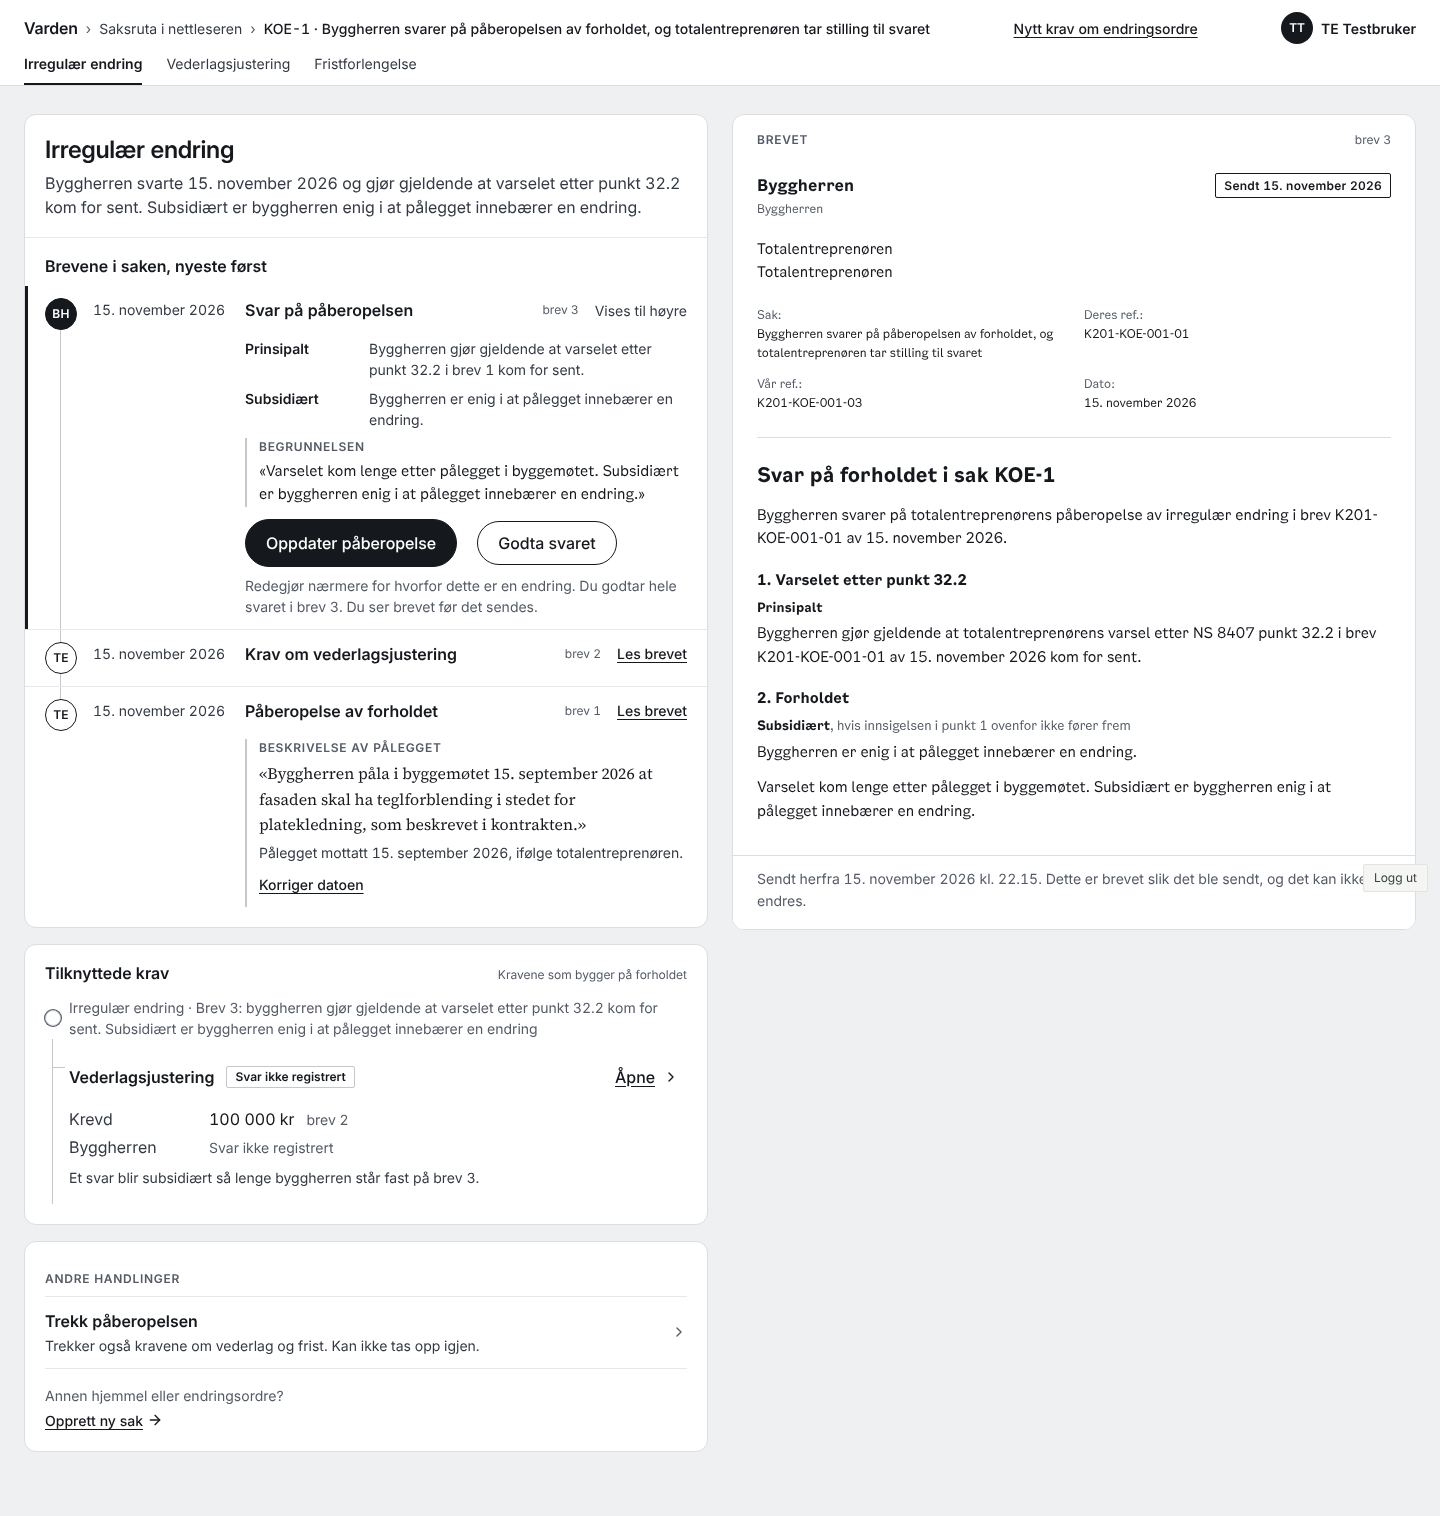 Varden › Saksruta i nettleseren › KOE-1 · Byggherren svarer på påberopelsen av forholdet, og totalentreprenøren tar stilling til svaret
Nytt krav om endringsordre
TT TE Testbruker
Irregulær endring Vederlagsjustering Fristforlengelse
Irregulær endring
Byggherren svarte 15. november 2026 og gjør gjeldende at varselet etter punkt 32.2
kom for sent. Subsidiært er byggherren enig i at pålegget innebærer en endring.
Brevene i saken, nyeste først
BH 15. november 2026 Svar på påberopelsen brev 3 Vises til høyre
Prinsipalt Byggherren gjør gjeldende at varselet etter
punkt 32.2 i brev 1 kom for sent.
Subsidiært Byggherren er enig i at pålegget innebærer en
endring.
BEGRUNNELSEN
«Varselet kom lenge etter pålegget i byggemøtet. Subsidiært
er byggherren enig i at pålegget innebærer en endring.»
Oppdater påberopelse Godta svaret
Redegjør nærmere for hvorfor dette er en endring. Du godtar hele
svaret i brev 3. Du ser brevet før det sendes.
TE 15. november 2026 Krav om vederlagsjustering brev 2 Les brevet
TE 15. november 2026 Påberopelse av forholdet brev 1 Les brevet
BESKRIVELSE AV PÅLEGGET
«Byggherren påla i byggemøtet 15. september 2026 at
fasaden skal ha teglforblending i stedet for
platekledning, som beskrevet i kontrakten.»
Pålegget mottatt 15. september 2026, ifølge totalentreprenøren.
Korriger datoen
Tilknyttede krav Kravene som bygger på forholdet
Irregulær endring · Brev 3: byggherren gjør gjeldende at varselet etter punkt 32.2 kom for
sent. Subsidiært er byggherren enig i at pålegget innebærer en endring
Vederlagsjustering Svar ikke registrert Åpne
Krevd 100 000 kr brev 2
Byggherren Svar ikke registrert
Et svar blir subsidiært så lenge byggherren står fast på brev 3.
ANDRE HANDLINGER
Trekk påberopelsen
Trekker også kravene om vederlag og frist. Kan ikke tas opp igjen.
Annen hjemmel eller endringsordre?
Opprett ny sak →
BREVET brev 3
Byggherren Sendt 15. november 2026
Byggherren
Totalentreprenøren
Totalentreprenøren
Sak: Deres ref.:
Byggherren svarer på påberopelsen av forholdet, og K201-KOE-001-01
totalentreprenøren tar stilling til svaret
Vår ref.: Dato:
K201-KOE-001-03 15. november 2026
Svar på forholdet i sak KOE-1
Byggherren svarer på totalentreprenørens påberopelse av irregulær endring i brev K201-
KOE-001-01 av 15. november 2026.
1. Varselet etter punkt 32.2
Prinsipalt
Byggherren gjør gjeldende at totalentreprenørens varsel etter NS 8407 punkt 32.2 i brev
K201-KOE-001-01 av 15. november 2026 kom for sent.
2. Forholdet
Subsidiært, hvis innsigelsen i punkt 1 ovenfor ikke fører frem
Byggherren er enig i at pålegget innebærer en endring.
Varselet kom lenge etter pålegget i byggemøtet. Subsidiært er byggherren enig i at
pålegget innebærer en endring.
Sendt herfra 15. november 2026 kl. 22.15. Dette er brevet slik det ble sendt, og det kan ikke
endres.
Logg ut